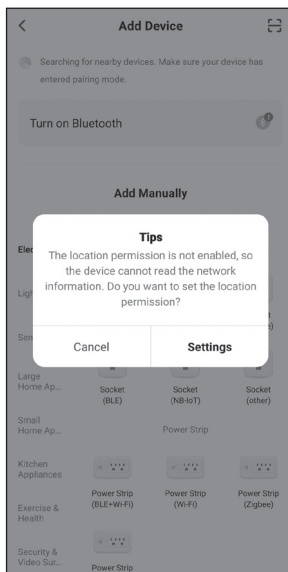 Add Device
Searching for nearby devices. Make sure your device has
entered pairing mode.
Turn on Bluetooth
Add Manually
Tips
The location permission is not enabled, so
the device cannot read the network
information. Do you want to set the location
permission?
Cancel
Settings
Elec
Ligh
Sen
Large
Home Ap...
Socket
(BLE)
Socket
(NB-IoT)
Socket
(other)
Small
Home Ap...
Power Strip
Kitchen
Appliances
Power Strip
(BLE+Wi-Fi)
Power Strip
(Wi-Fi)
Power Strip
(Zigbee)
Exercise &
Health
Security &
Video Sur...
Power Strip